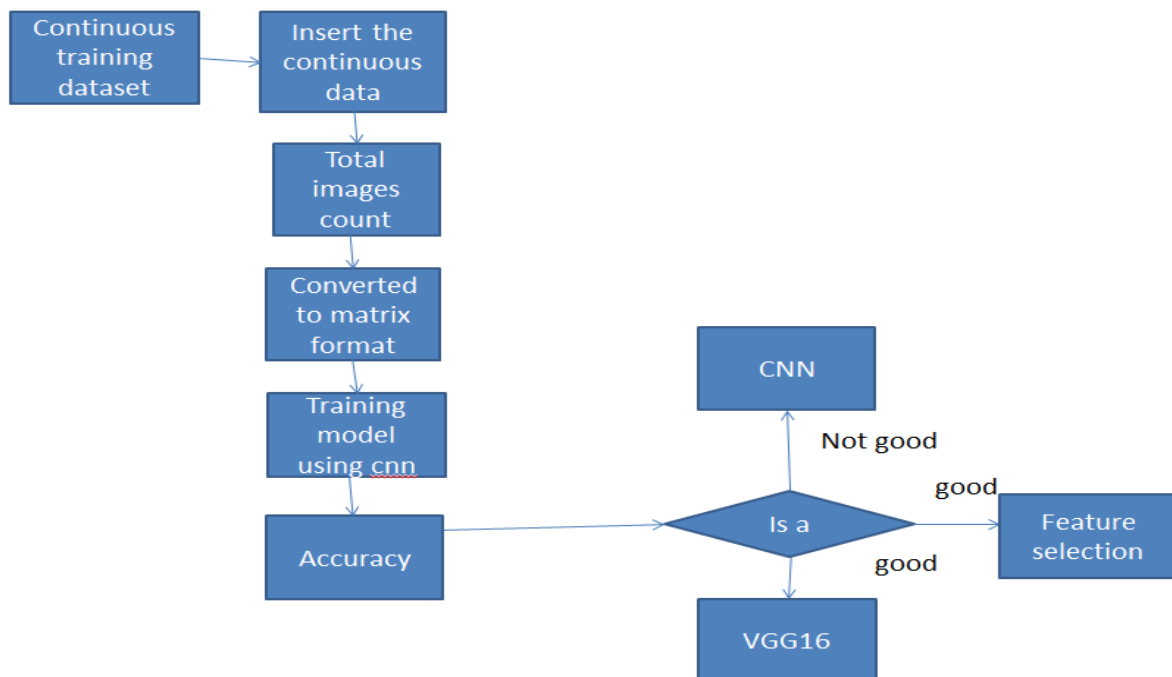 Continuous
training
dataset
Insert the
continuous
data
Total
images
count
Converted
to matrix
format
Training
model
using cnn
Accuracy
CNN
Not good
Is a
good
Feature
selection
good
VGG16